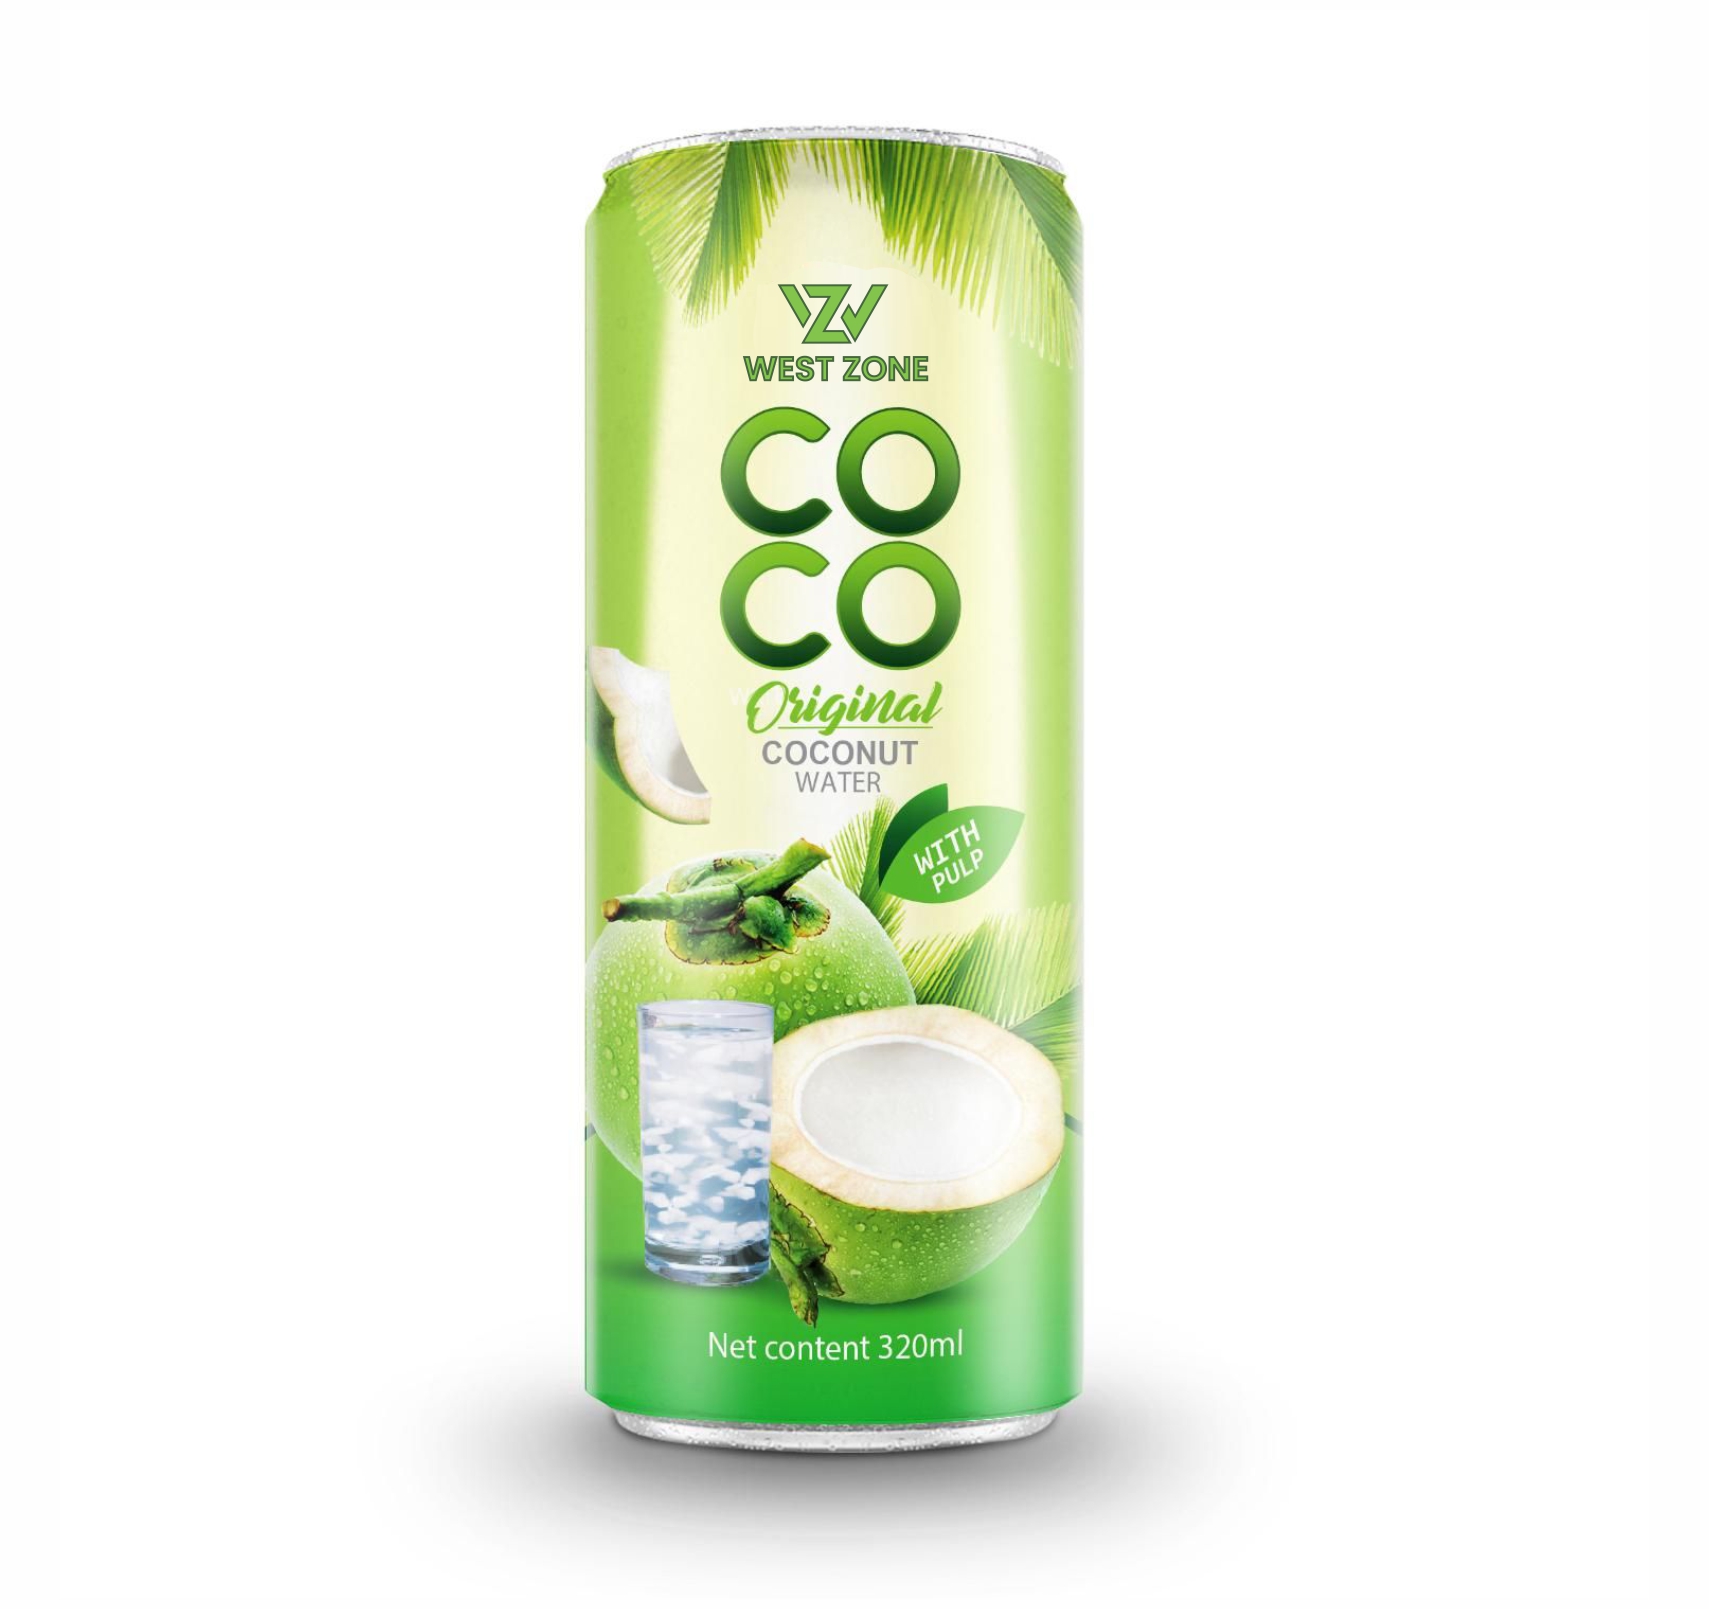 WEST ZONE
CO
CO
Original
COCONUT
WATER
WITH
PULP
Net content 320ml